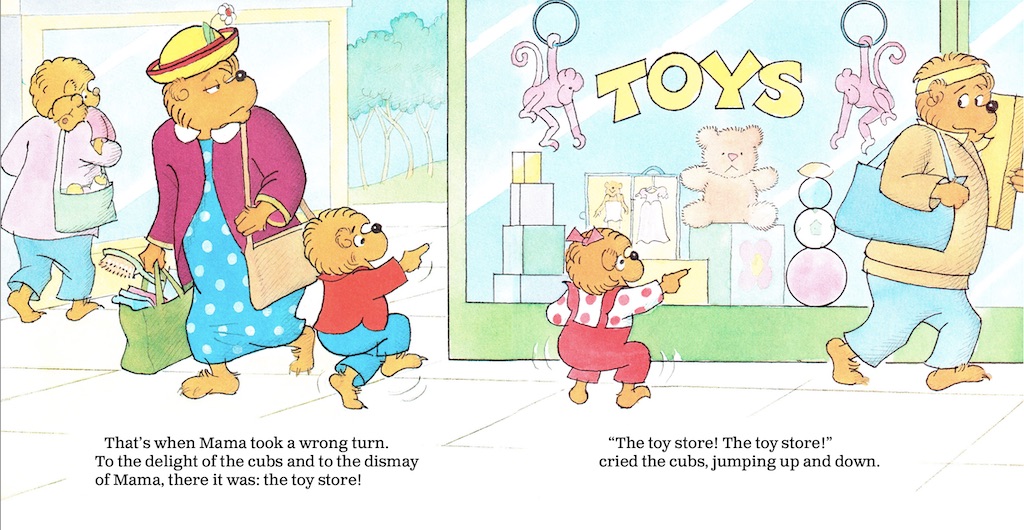 TOYS
That’s when Mama took a wrong turn.
To the delight of the cubs and to the dismay
of Mama, there it was: the toy store!
“The toy store! The toy store!”
cried the cubs, jumping up and down.